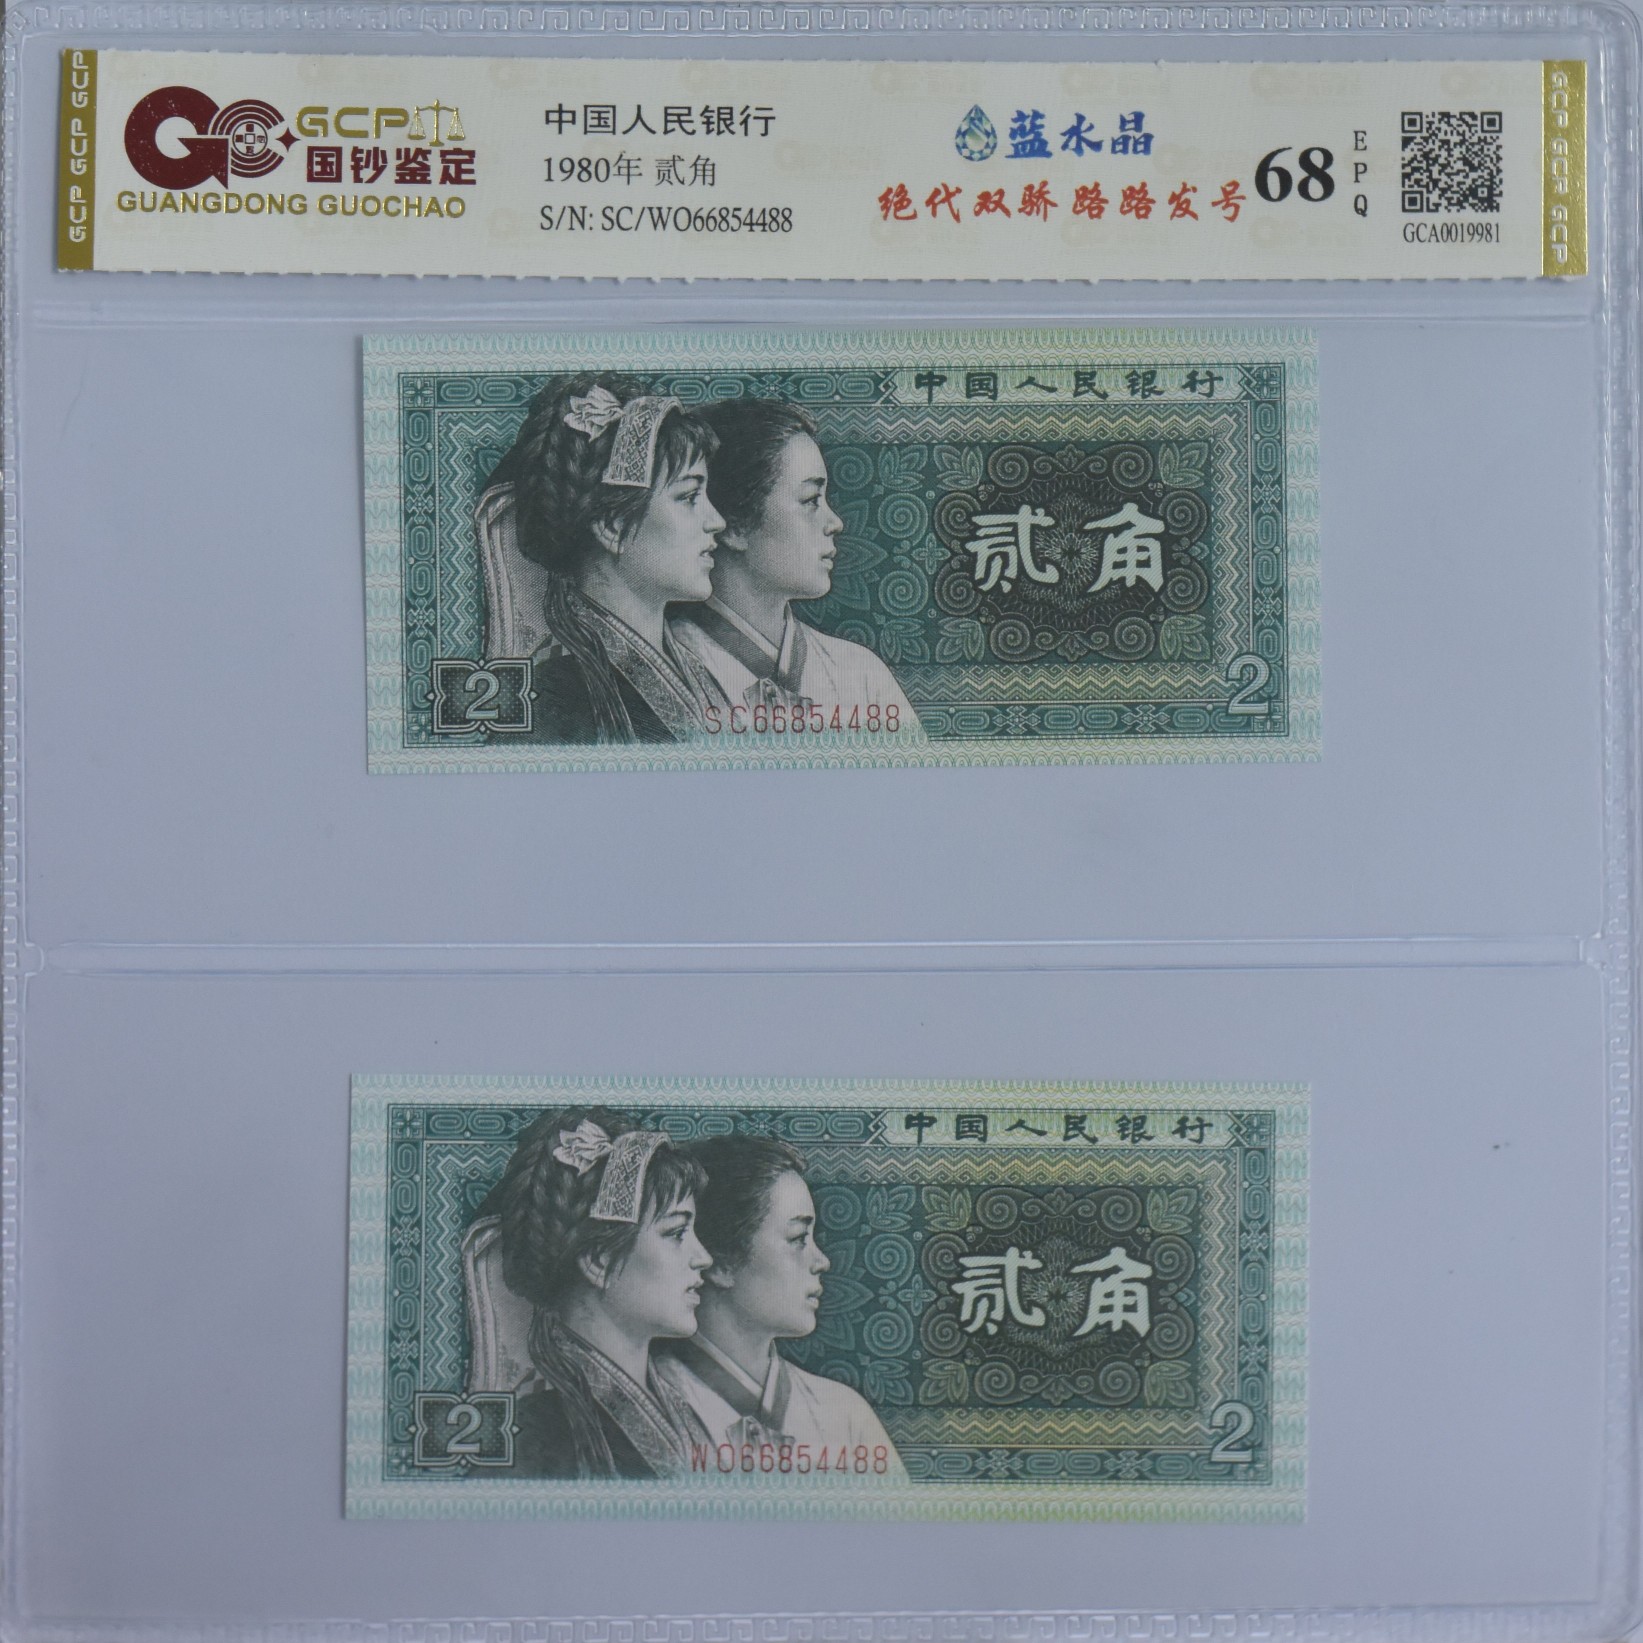 GCP
国钞鉴定
GUANGDONG GUOCHAO
中国人民银行
1980年 贰角
S/N: SC/WO66854488
蓝水晶
绝代双骄 路路发号
68
EPQ
GCA0019981
GCP GCP GCP
GCP GCP GCP
中国人民银行
贰角
2
2
SC66854488
中国人民银行
贰角
2
2
WO66854488